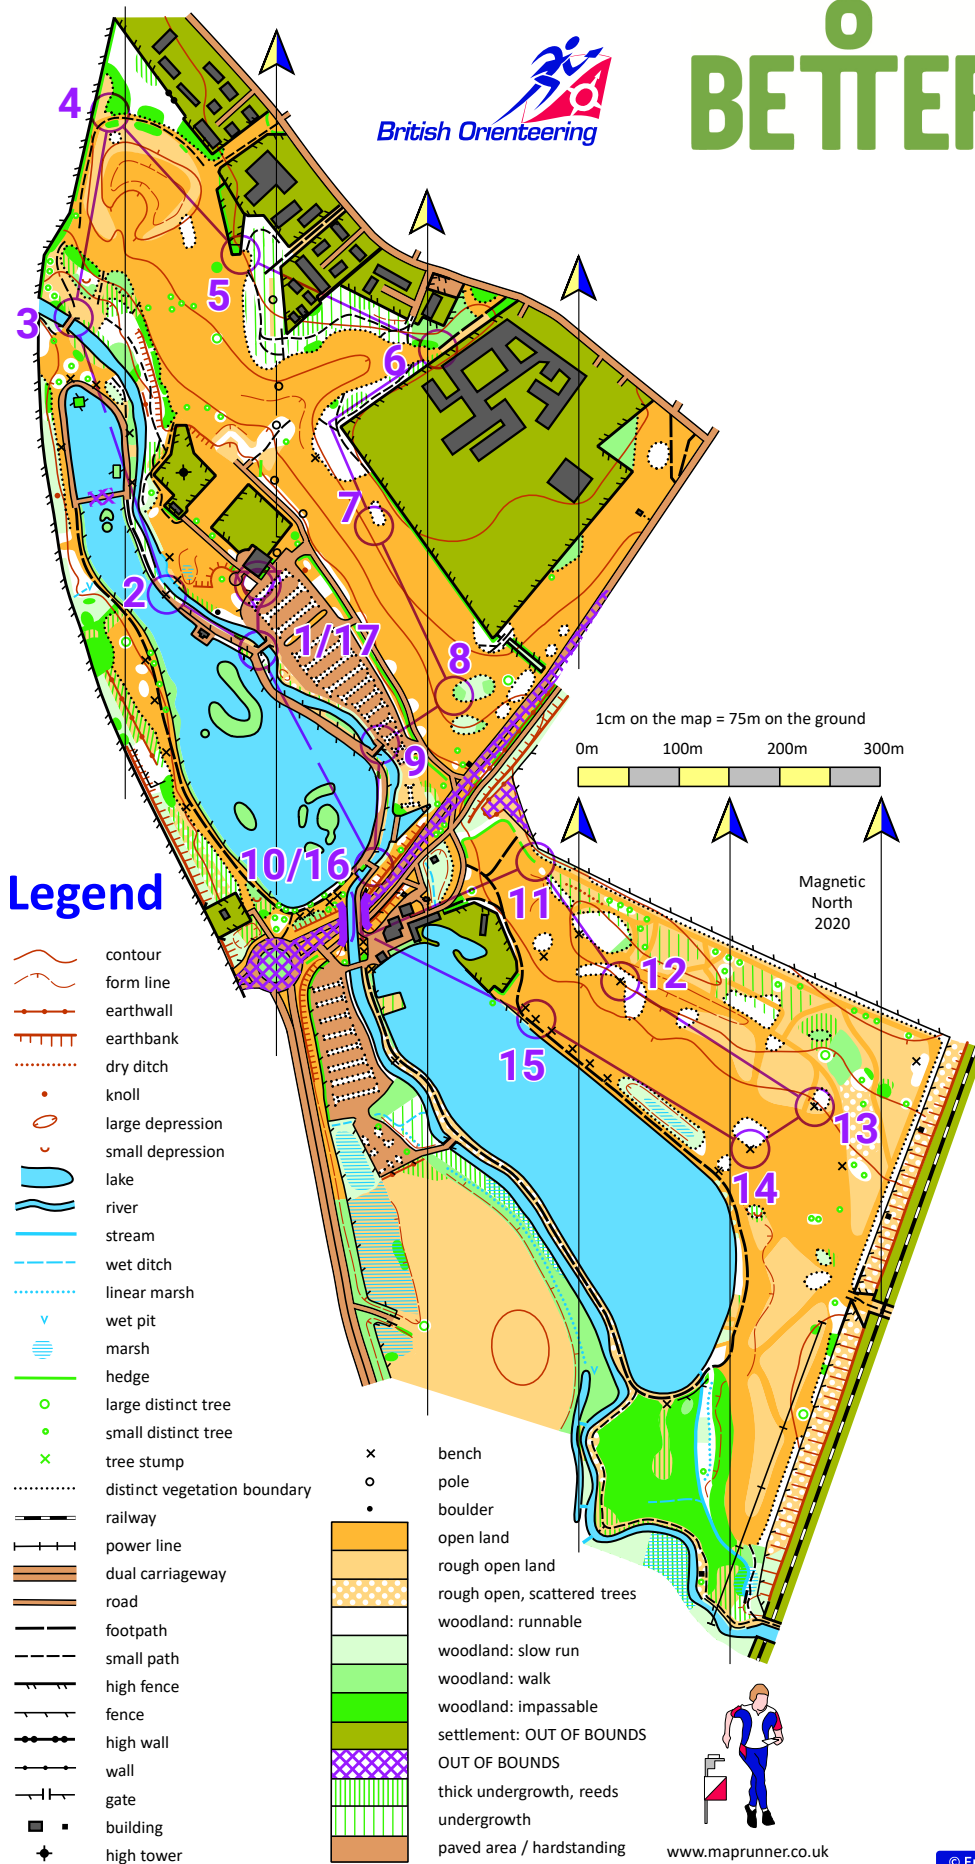 British Orienteering
BETTER
4
5
3
6
7
2
1/17
8
9
10/16
11
12
15
13
14
1cm on the map = 75m on the ground
0m 100m 200m 300m
Magnetic
North
2020
Legend
contour
form line
earthwall
earthbank
dry ditch
knoll
large depression
small depression
lake
river
stream
wet ditch
linear marsh
wet pit
marsh
hedge
large distinct tree
small distinct tree
tree stump
distinct vegetation boundary
railway
power line
dual carriageway
road
footpath
small path
high fence
fence
high wall
wall
gate
building
high tower
bench
pole
boulder
open land
rough open land
rough open, scattered trees
woodland: runnable
woodland: slow run
woodland: walk
woodland: impassable
settlement: OUT OF BOUNDS
OUT OF BOUNDS
thick undergrowth, reeds
undergrowth
paved area / hardstanding
www.maprunner.co.uk